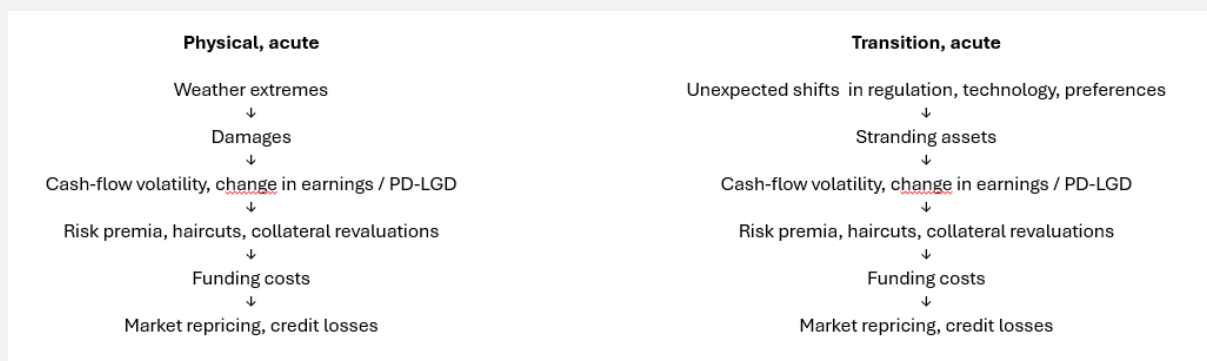 Physical, acute
Weather extremes
↓
Damages
↓
Cash-flow volatility, change in earnings / PD-LGD
↓
Risk premia, haircuts, collateral revaluations
↓
Funding costs
↓
Market repricing, credit losses
Transition, acute
Unexpected shifts  in regulation, technology, preferences
↓
Stranding assets
↓
Cash-flow volatility, change in earnings / PD-LGD
↓
Risk premia, haircuts, collateral revaluations
↓
Funding costs
↓
Market repricing, credit losses